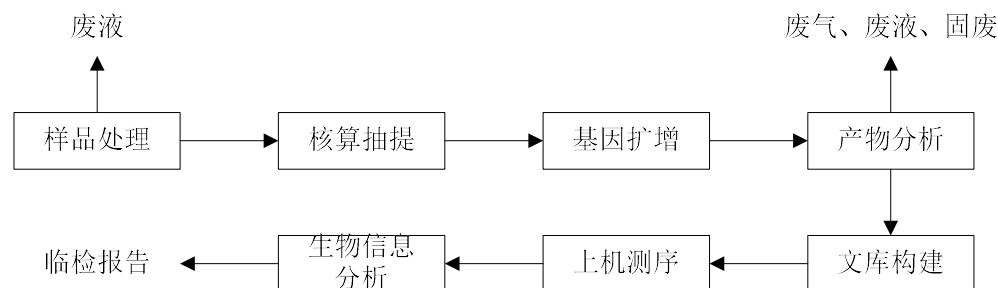 废液
废气、废液、固废
样品处理
核算抽提
基因扩增
产物分析
临检报告
生物信息
分析
上机测序
文库构建